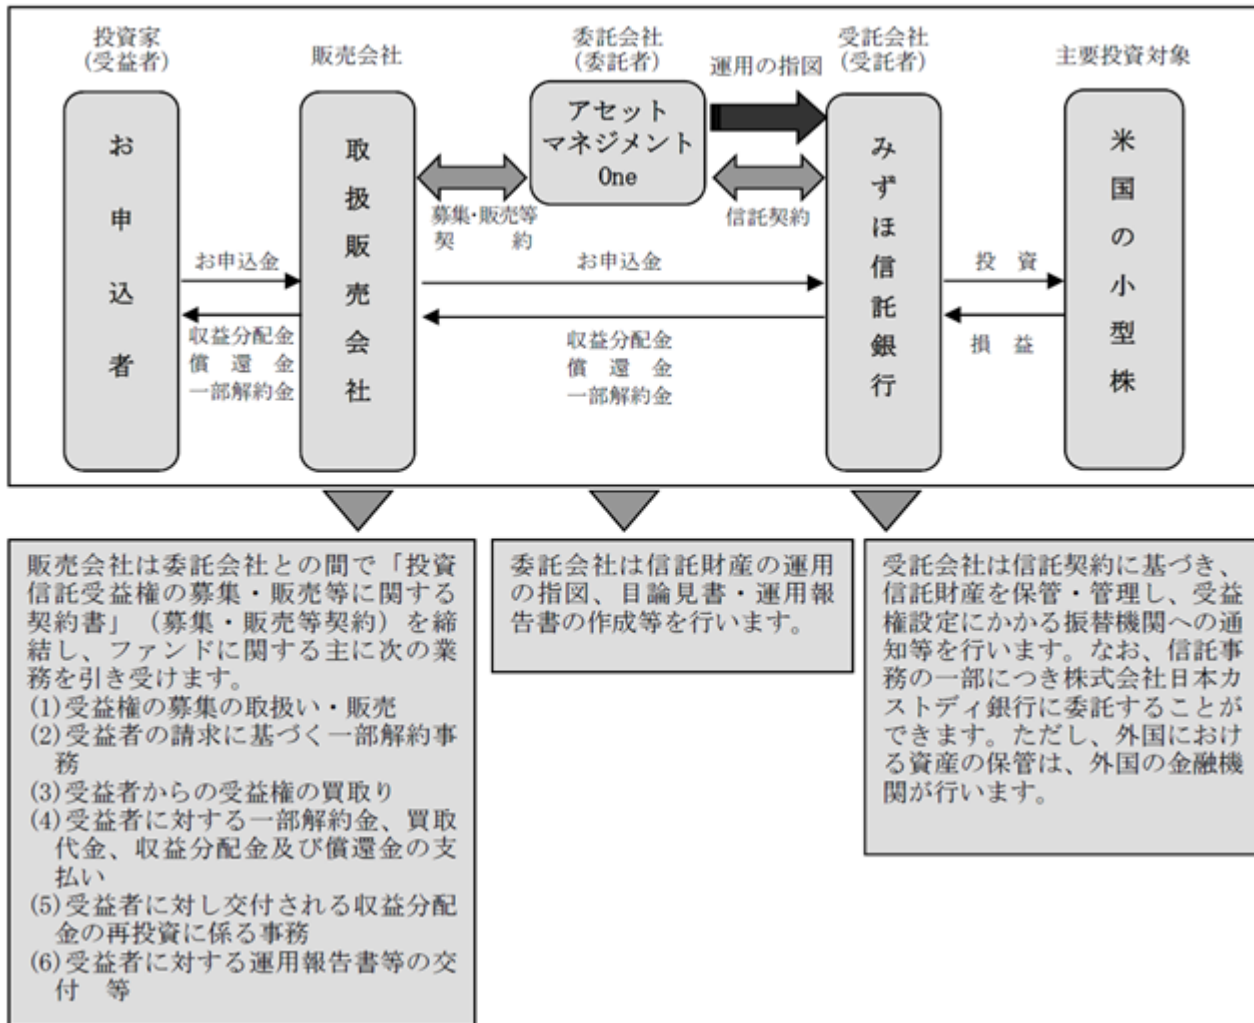 投資家
(受益者)
販売会社
委託会社
(委託者)
運用の指図
受託会社
(受託者)
主要投資対象
お申込者
取扱販売会社
アセット
マネジメント
One
みずほ信託銀行
米国の小型株
募集・販売等
契　約
信託契約
お申込金
お申込金
投　資
収益分配金
償　還　金
一部解約金
収益分配金
償　還　金
一部解約金
損　益
販売会社は委託会社との間で「投資
信託受益権の募集・販売等に関する
契約書」（募集・販売等契約）を締
結し、ファンドに関する主に次の業
務を引き受けます。
(1)受益権の募集の取扱い・販売
(2)受益者の請求に基づく一部解約事
務
(3)受益者からの受益権の買取り
(4)受益者に対する一部解約金、買取
代金、収益分配金及び償還金の支
払い
(5)受益者に対し交付される収益分配
金の再投資に係る事務
(6)受益者に対する運用報告書等の交
付　等
委託会社は信託財産の運用
の指図、目論見書・運用報
告書の作成等を行います。
受託会社は信託契約に基づき、
信託財産を保管・管理し、受益
権設定にかかる振替機関への通
知等を行います。なお、信託事
務の一部につき株式会社日本カ
ストディ銀行に委託することが
できます。ただし、外国におけ
る資産の保管は、外国の金融機
関が行います。